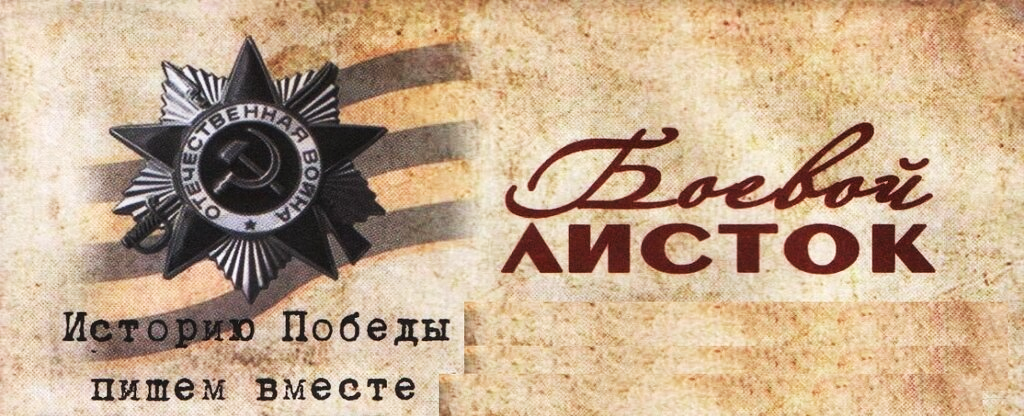 ОТЕЧЕСТВЕННАЯ ВОЙНА
Историю Победы
пишем вместе
Боевой
ЛИСТОК